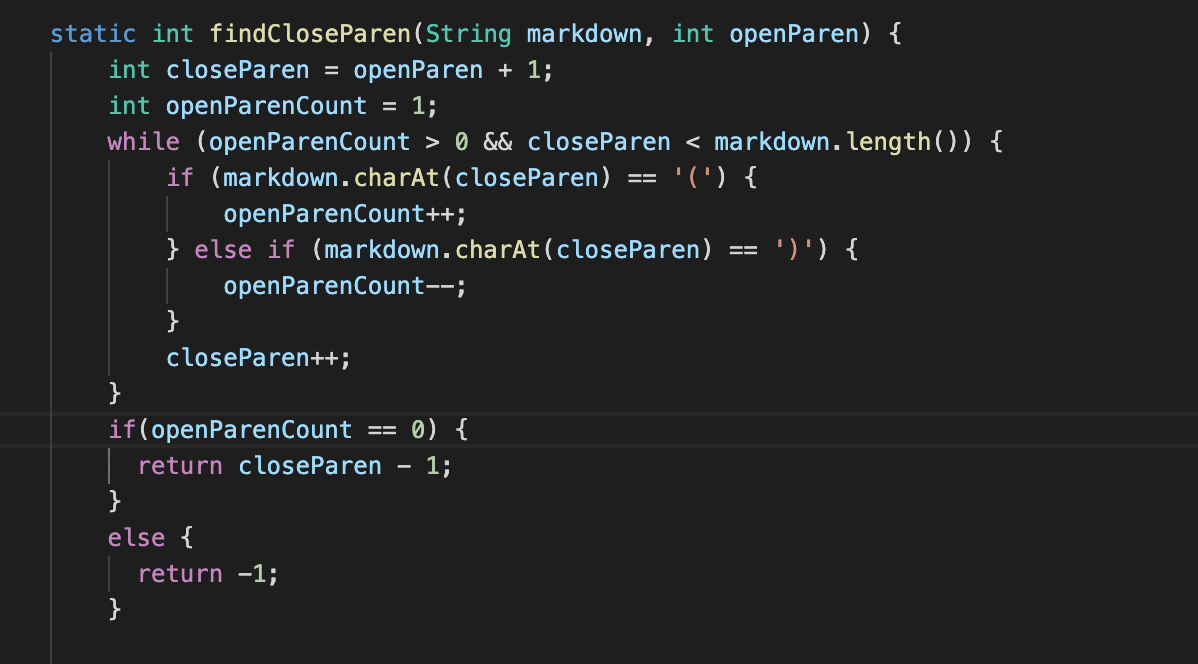 static int findCloseParen(String markdown, int openParen) {
    int closeParen = openParen + 1;
    int openParenCount = 1;
    while (openParenCount > 0 && closeParen < markdown.length()) {
        if (markdown.charAt(closeParen) == '(') {
            openParenCount++;
        } else if (markdown.charAt(closeParen) == ')') {
            openParenCount--;
        }
        closeParen++;
    }
    if(openParenCount == 0) {
      return closeParen - 1;
    }
    else {
      return -1;
    }